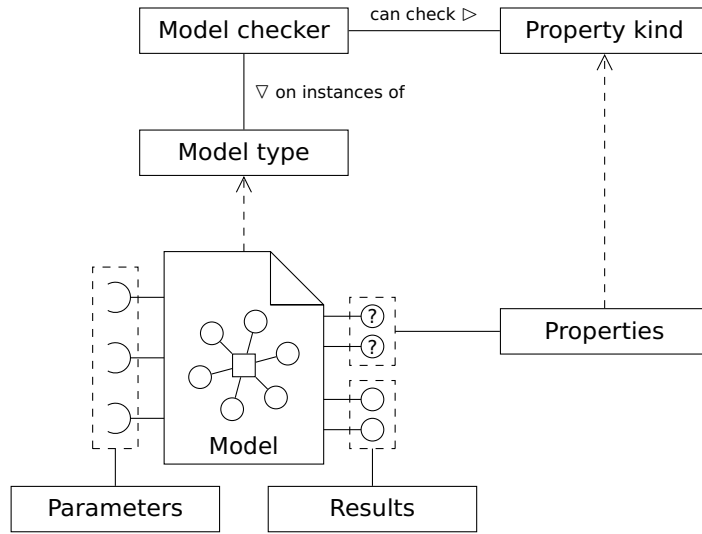 Model checker
can check ▷
Property kind
▽ on instances of
Model type
?
?
Properties
Model
Parameters
Results